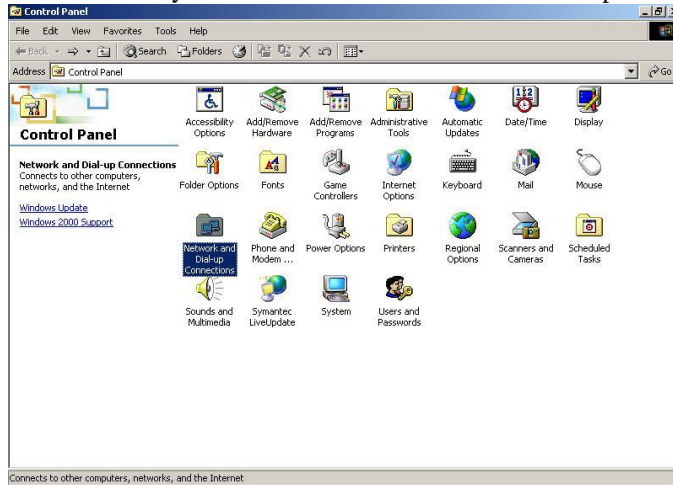 Control Panel
File Edit View Favorites Tools Help
Back Search Folders
Address Control Panel Go
Control Panel
Network and Dial-up Connections
Connects to other computers,
networks, and the Internet
Windows Update
Windows 2000 Support
Accessibility
Options
Add/Remove
Hardware
Add/Remove
Programs
Administrative
Tools
Automatic
Updates
Date/Time
Display
Folder Options
Fonts
Game
Controllers
Internet
Options
Keyboard
Mail
Mouse
Network and
Dial-up
Connections
Phone and
Modem ...
Power Options
Printers
Regional
Options
Scanners and
Cameras
Scheduled
Tasks
Sounds and
Multimedia
Symantec
LiveUpdate
System
Users and
Passwords
Connects to other computers, networks, and the Internet